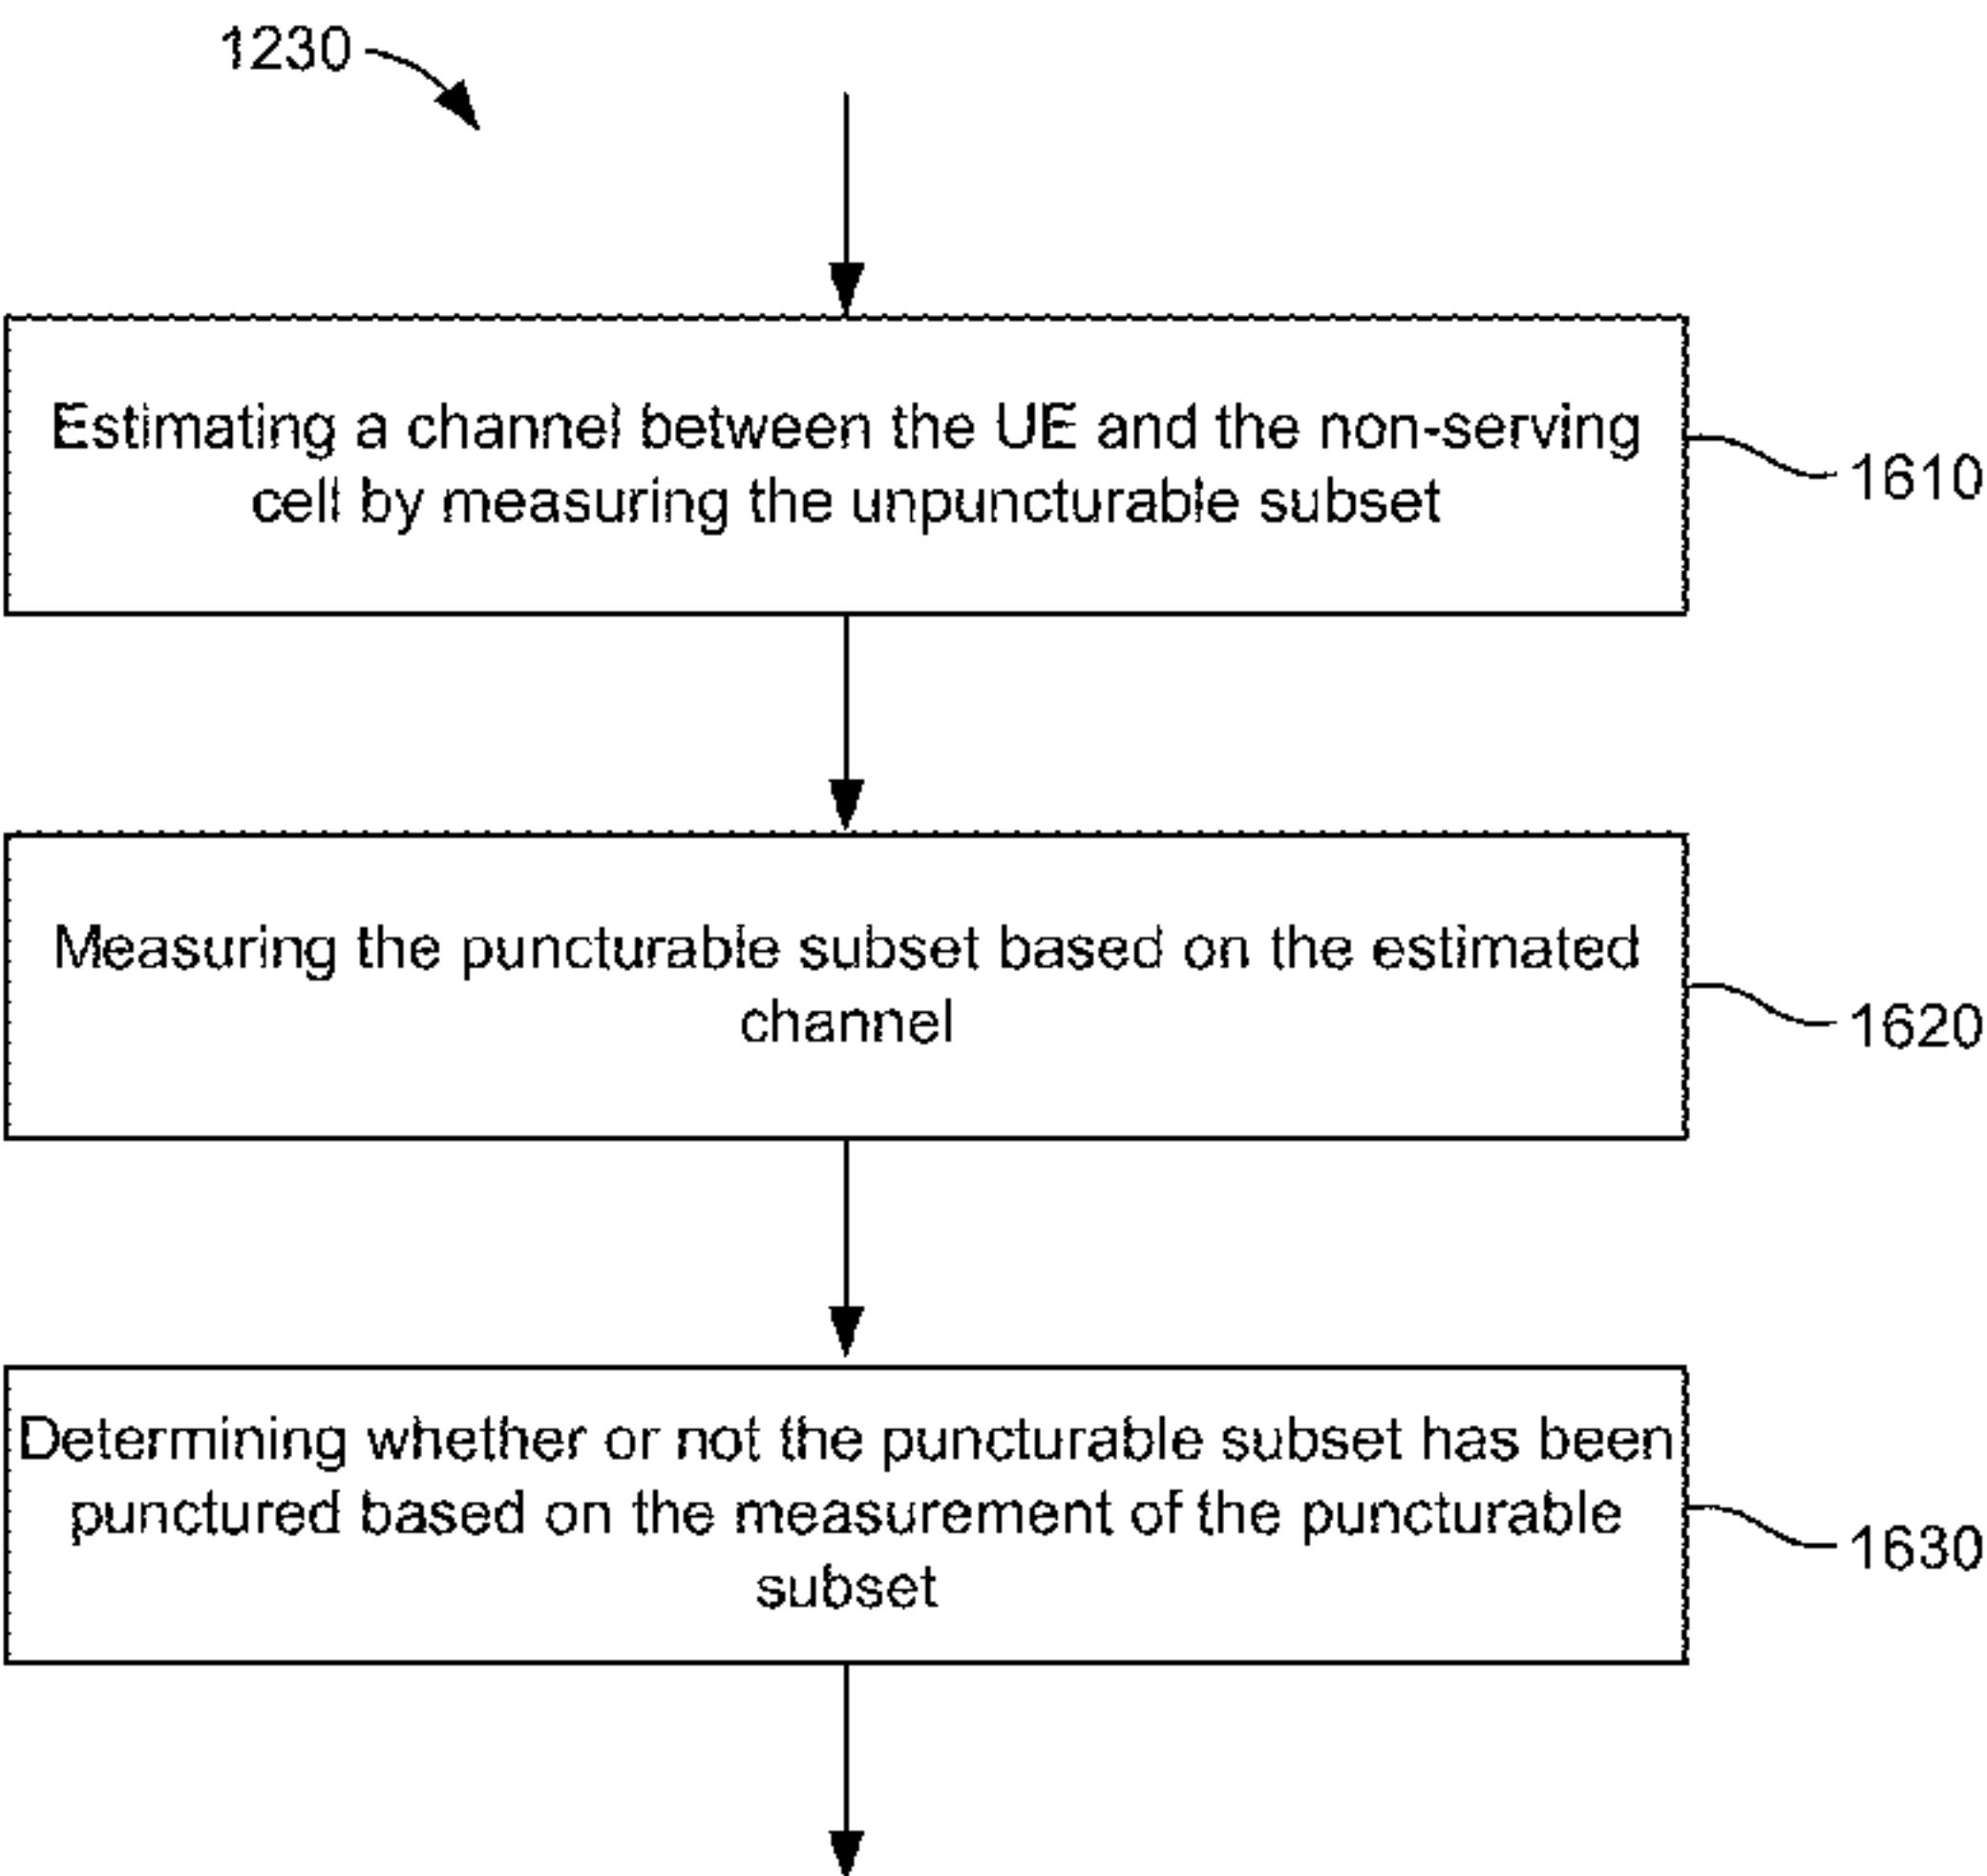 1230
Estimating a channel between the UE and the non-serving
cell by measuring the unpuncturable subset
1610
Measuring the puncturable subset based on the estimated
channel
1620
Determining whether or not the puncturable subset has been
punctured based on the measurement of the puncturable
subset
1630